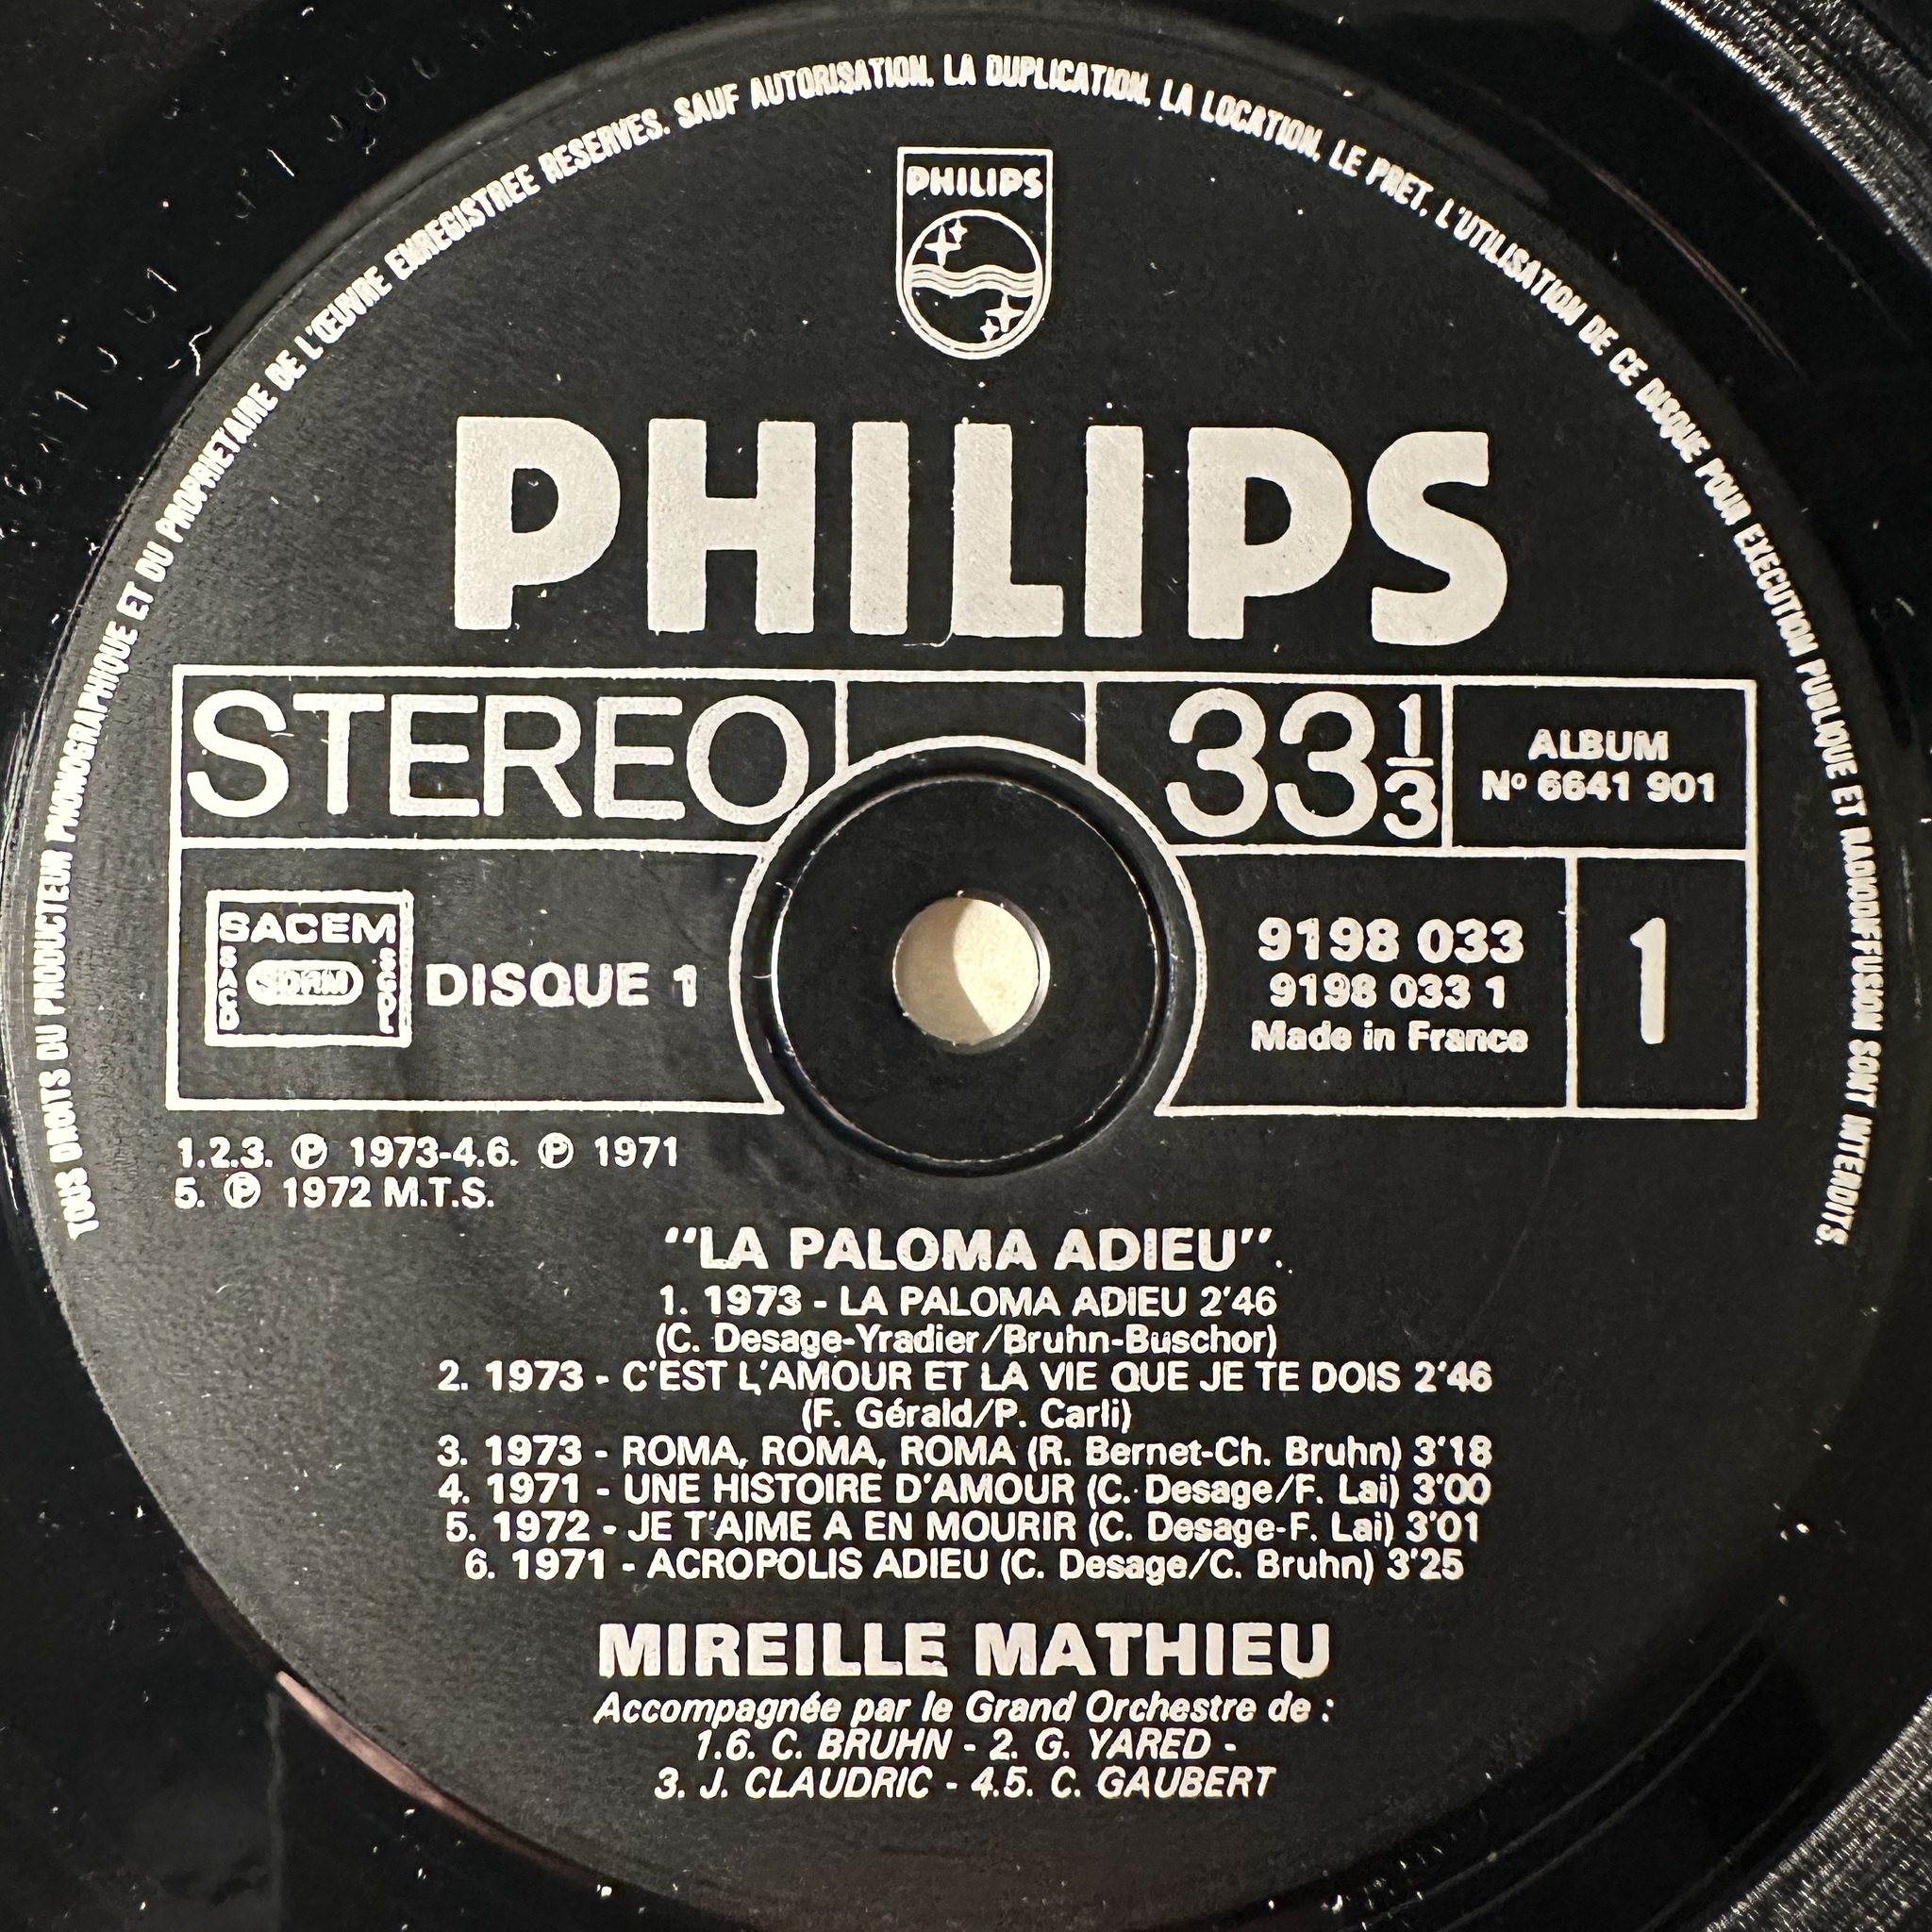 TOUS DROITS DU PRODUCTEUR PHONOGRAPHIQUE ET DU PROPRIETAIRE DE L'ŒUVRE ENREGISTREE RESERVES. SAUF AUTORISATION, LA DUPLICATION, LA LOCATION, LE PRET, L'UTILISATION DE CE DISQUE POUR EXECUTION PUBLIQUE ET RADIODIFFUSION SONT INTERDITS.
PHILIPS
PHILIPS
STEREO
33 1/3
ALBUM
Nº 6641 901
SACEM
SACD
SDRM
SGDL
DISQUE 1
9198 033
9198 033 1
Made in France
1
1.2.3. ℗ 1973-4.6. ℗ 1971
5. ℗ 1972 M.T.S.
"LA PALOMA ADIEU".
1. 1973 - LA PALOMA ADIEU 2'46
(C. Desage-Yradier/Bruhn-Buschor)
2. 1973 - C'EST L'AMOUR ET LA VIE QUE JE TE DOIS 2'46
(F. Gérald/P. Carli)
3. 1973 - ROMA, ROMA, ROMA (R. Bernet-Ch. Bruhn) 3'18
4. 1971 - UNE HISTOIRE D'AMOUR (C. Desage/F. Lai) 3'00
5. 1972 - JE T'AIME A EN MOURIR (C. Desage-F. Lai) 3'01
6. 1971 - ACROPOLIS ADIEU (C. Desage/C. Bruhn) 3'25
MIREILLE MATHIEU
Accompagnée par le Grand Orchestre de :
1.6. C. BRUHN - 2. G. YARED -
3. J. CLAUDRIC - 4.5. C. GAUBERT